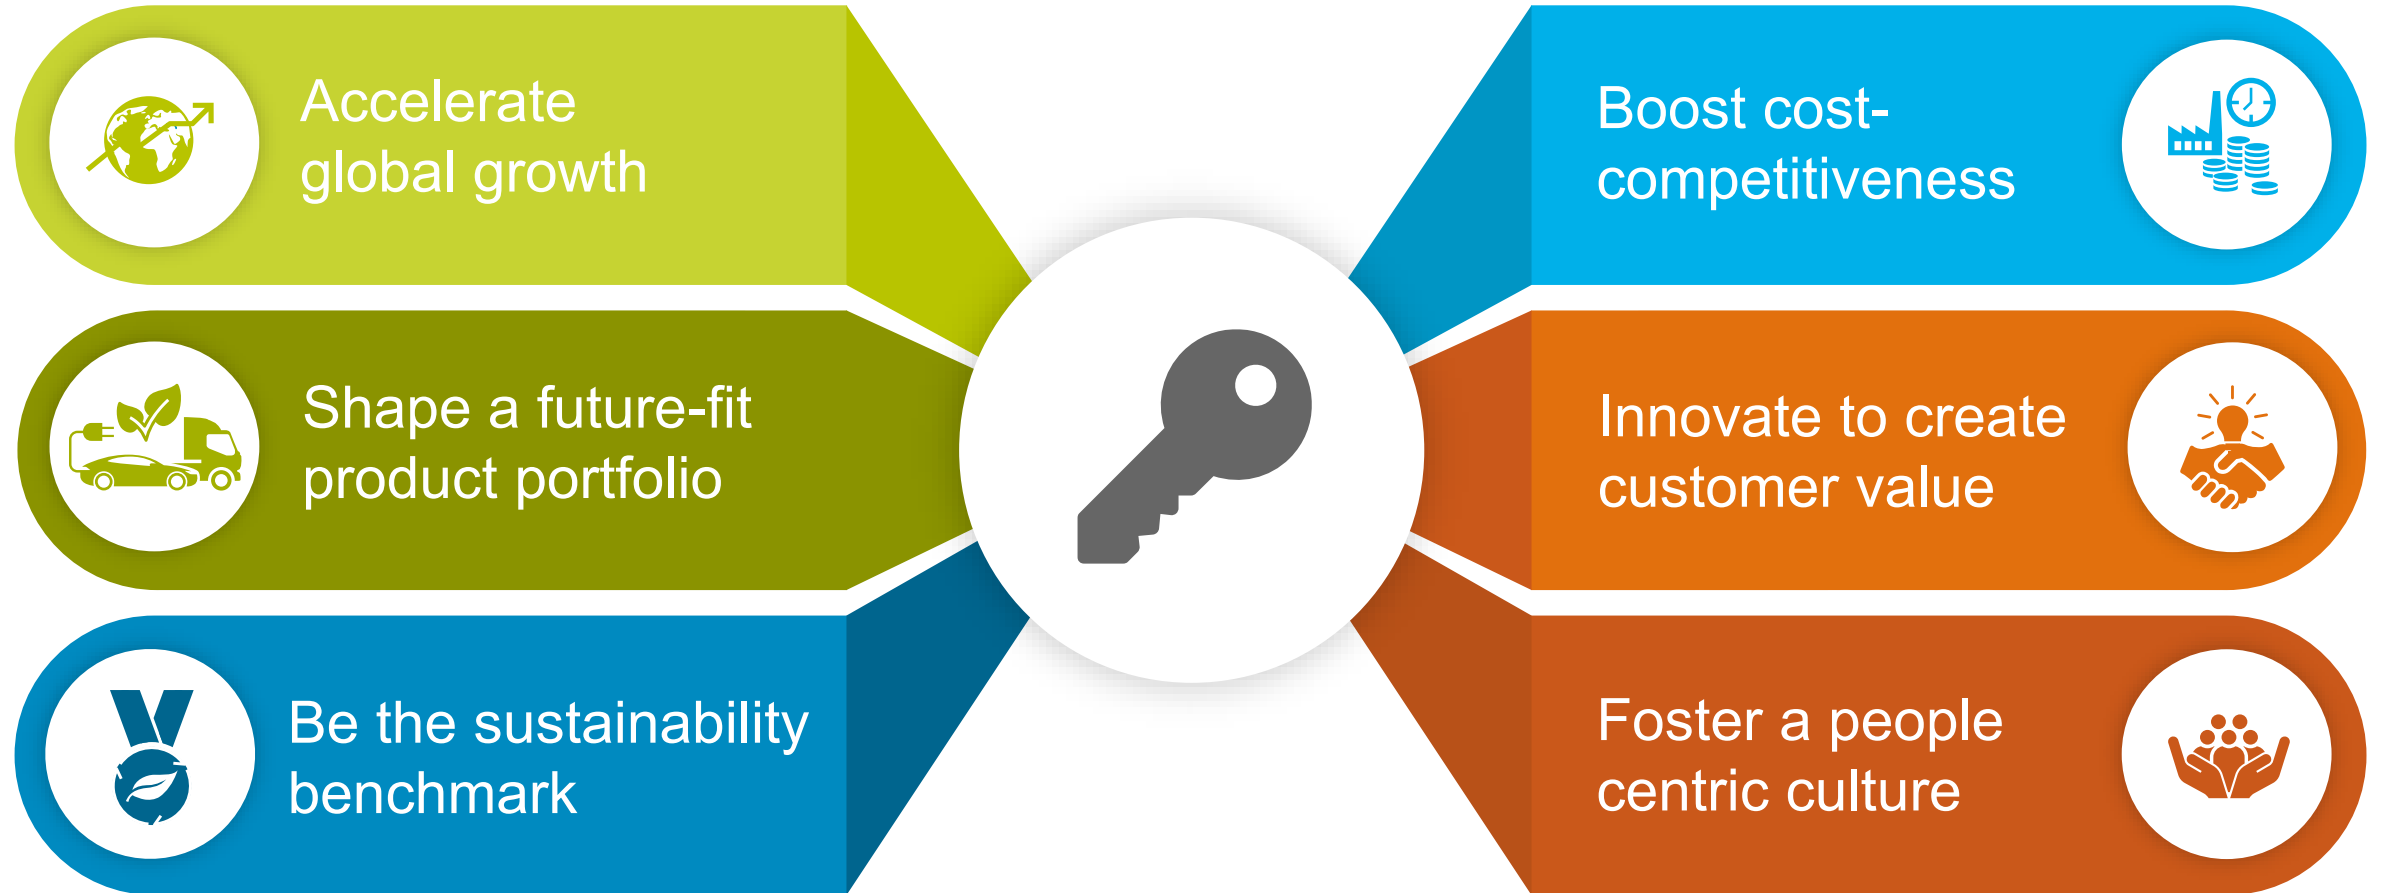 Accelerate
global growth
Shape a future-fit
product portfolio
Be the sustainability
benchmark
Boost cost-
competitiveness
Innovate to create
customer value
Foster a people
centric culture